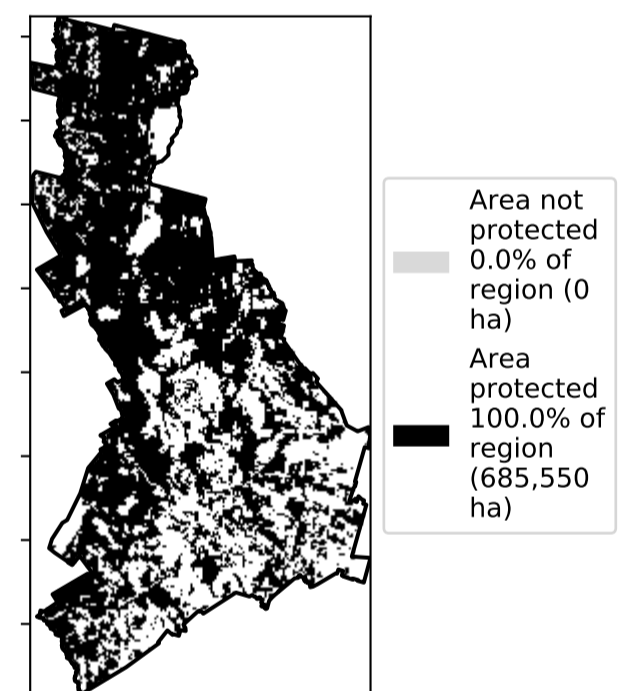 Area not
protected
0.0% of
region (0
ha)
Area
protected
100.0% of
region
(685,550
ha)